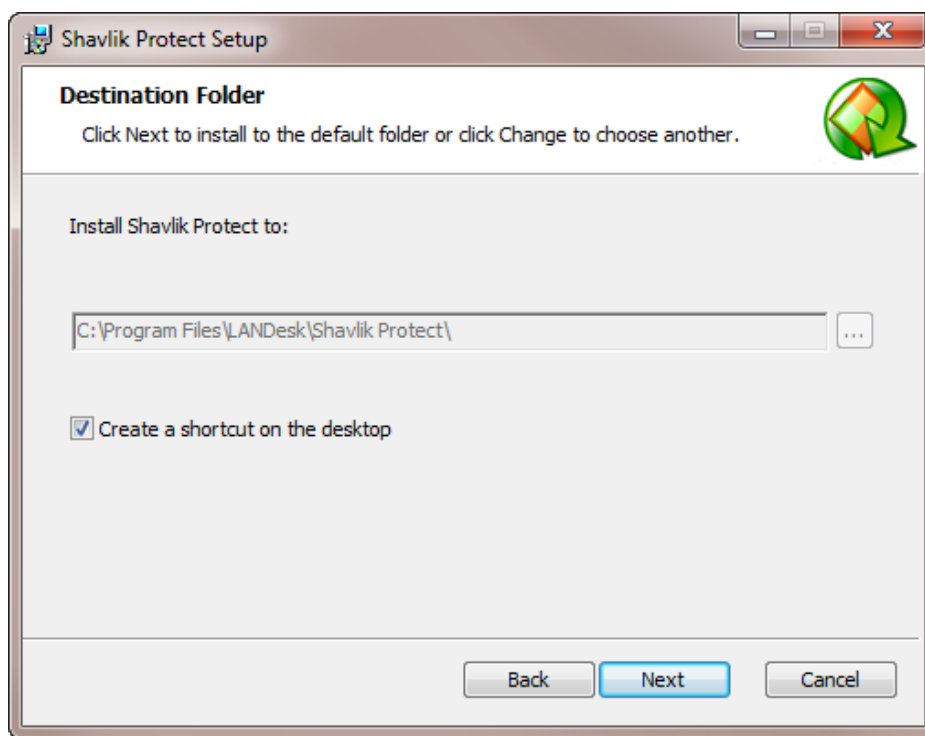 Shavlik Protect Setup
Destination Folder
Click Next to install to the default folder or click Change to choose another.
Install Shavlik Protect to:
C:\Program Files\LANDesk\Shavlik Protect\
...
Create a shortcut on the desktop
Back Next Cancel